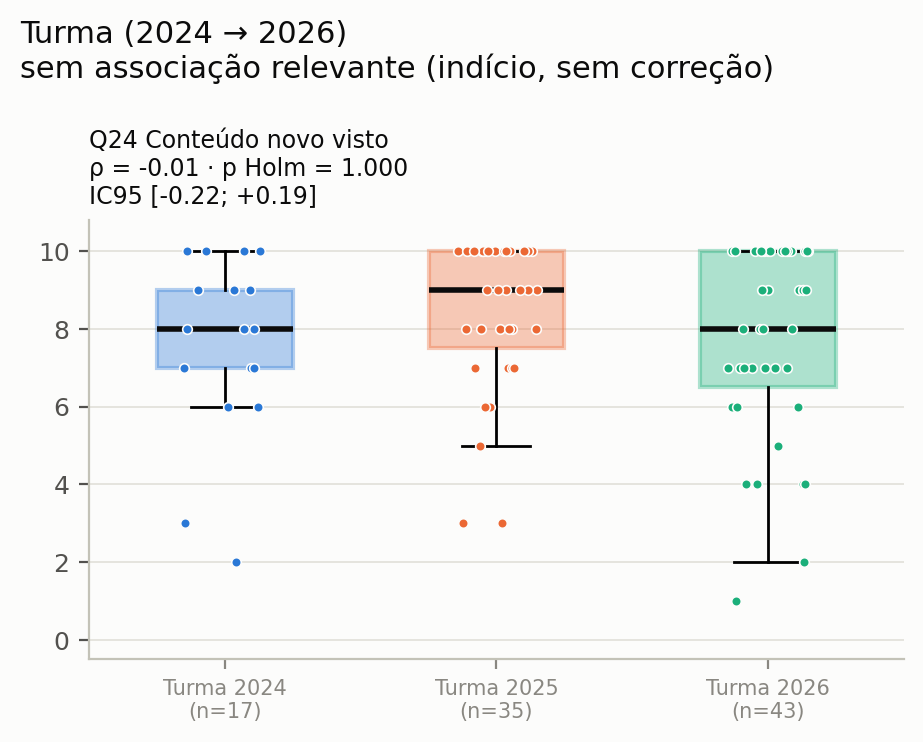 Turma (2024 → 2026)
sem associação relevante (indício, sem correção)
Q24 Conteúdo novo visto
ρ = -0.01 · p Holm = 1.000
IC95 [-0.22; +0.19]
10
8
6
4
2
0
Turma 2024
(n=17)
Turma 2025
(n=35)
Turma 2026
(n=43)